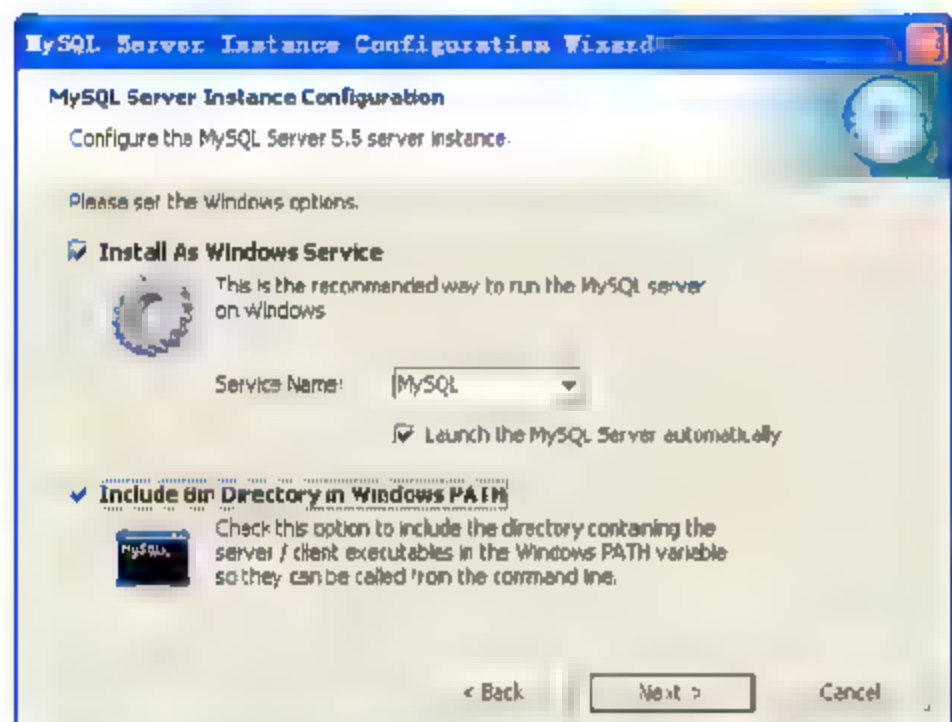 MySQL Server Instance Configuration Wizard
MySQL Server Instance Configuration
Configure the MySQL Server 5.5 server instance.
Please set the Windows options.
Install As Windows Service
This is the recommended way to run the MySQL server
on Windows
Service Name:
MySQL
Launch the MySQL Server automatically
Include Bin Directory in Windows PATH
MySQL
Check this option to include the directory containing the
server / client executables in the Windows PATH variable
so they can be called from the command line.
< Back
Next >
Cancel